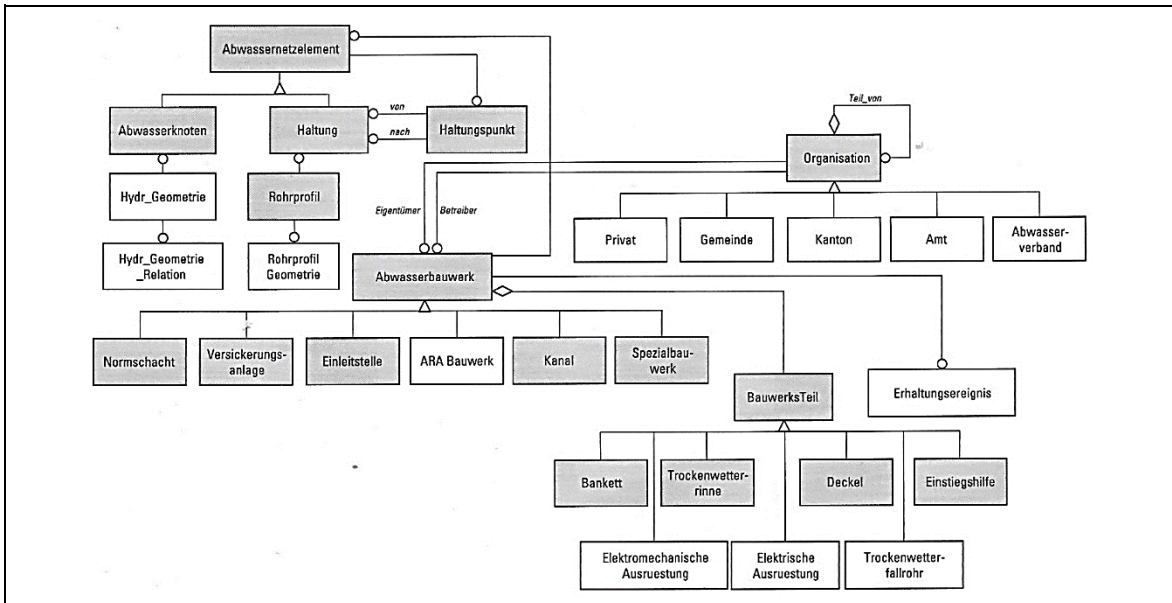 Abwassernetzelement
Teil_von
von
Abwasserknoten
Haltung
nach
Haltungspunkt
Organisation
Hydr_Geometrie
Rohrprofil
Eigentümer
Betreiber
Privat
Gemeinde
Kanton
Amt
Abwasser-
verband
Hydr_Geometrie
_Relation
Rohrprofil
Geometrie
Abwasserbauwerk
Normschacht
Versickerungs-
anlage
Einleitstelle
ARA Bauwerk
Kanal
Spezialbau-
werk
BauwerksTeil
Erhaltungsereignis
Bankett
Trockenwetter-
rinne
Deckel
Einstiegshilfe
Elektromechanische
Ausruestung
Elektrische
Ausruestung
Trockenwetter-
fallrohr